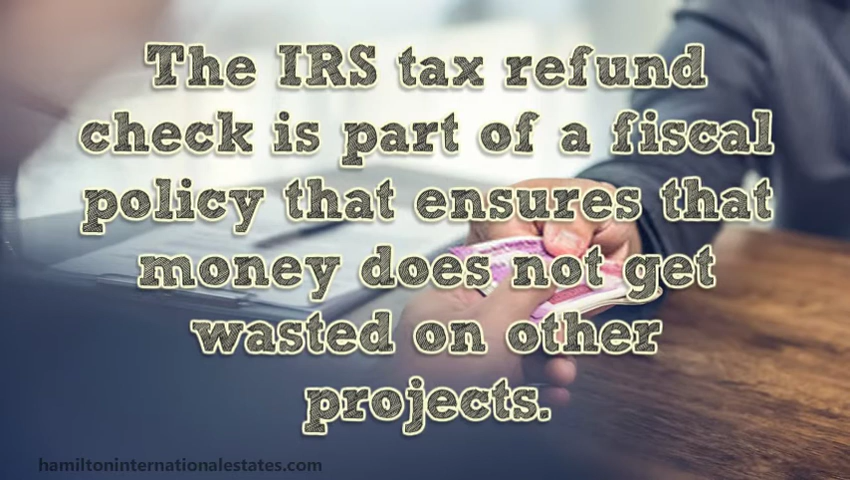 The IRS tax refund
check is part of a fiscal
policy that ensures that
money does not get
wasted on other
projects.
hamiltoninternationalestates.com